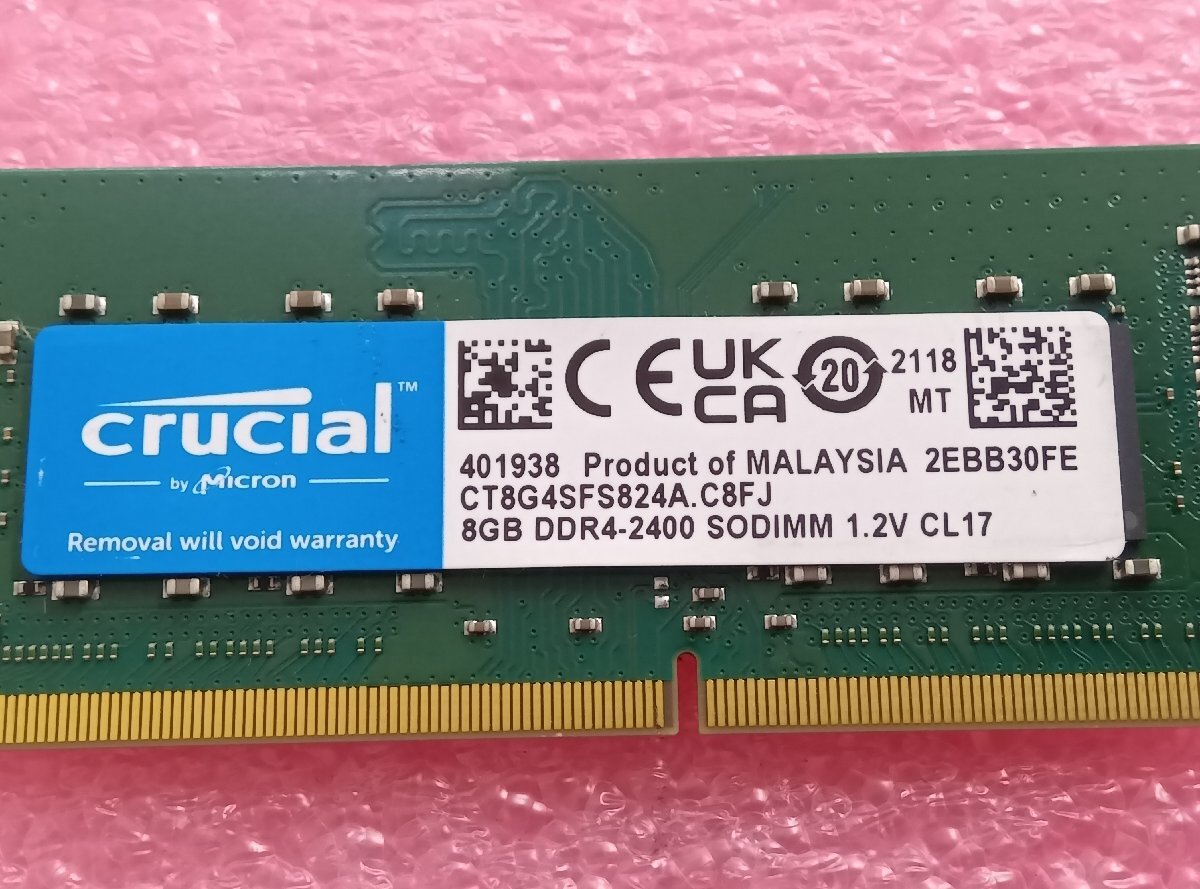 crucial™
by Micron
Removal will void warranty
CE UK CA 20 2118
MT
401938 Product of MALAYSIA 2EBB30FE
CT8G4SFS824A.C8FJ
8GB DDR4-2400 SODIMM 1.2V CL17